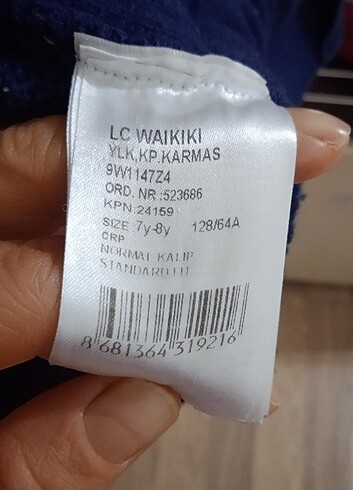 LC WAIKIKI
YLK,KP.KARMAS
9W1147Z4
ORD. NR :523686
KPN.24159
SIZE :7y-8y 128/64A
CRP
NORMAL KALIP
STANDARD FIT
8 681364 319216